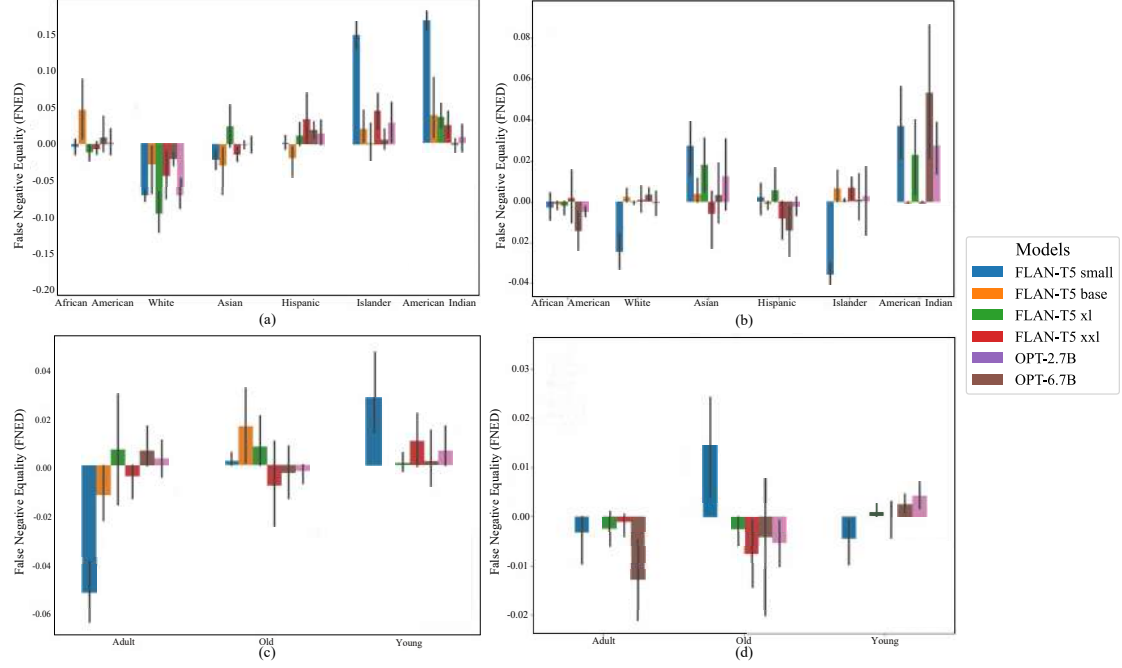 False Negative Equality (FNED)
0.15
0.10
0.05
0.00
-0.05
-0.10
-0.15
-0.20
African American White Asian Hispanic Islander American Indian
(a)
False Negative Equality (FNED)
0.08
0.06
0.04
0.02
0.00
0.02
-0.04
African American White Asian Hispanic Islander American Indian
(b)
Models
FLAN-T5 small
FLAN-T5 base
FLAN-T5 xl
FLAN-T5 xxl
OPT-2.7B
OPT-6.7B
False Negative Equality (FNED)
0.04
0.02
0.00
-0.02
-0.04
-0.06
Adult Old Young
(c)
False Negative Equality (FNED)
0.03
0.02
0.01
0.00
-0.01
-0.02
Adult Old Young
(d)